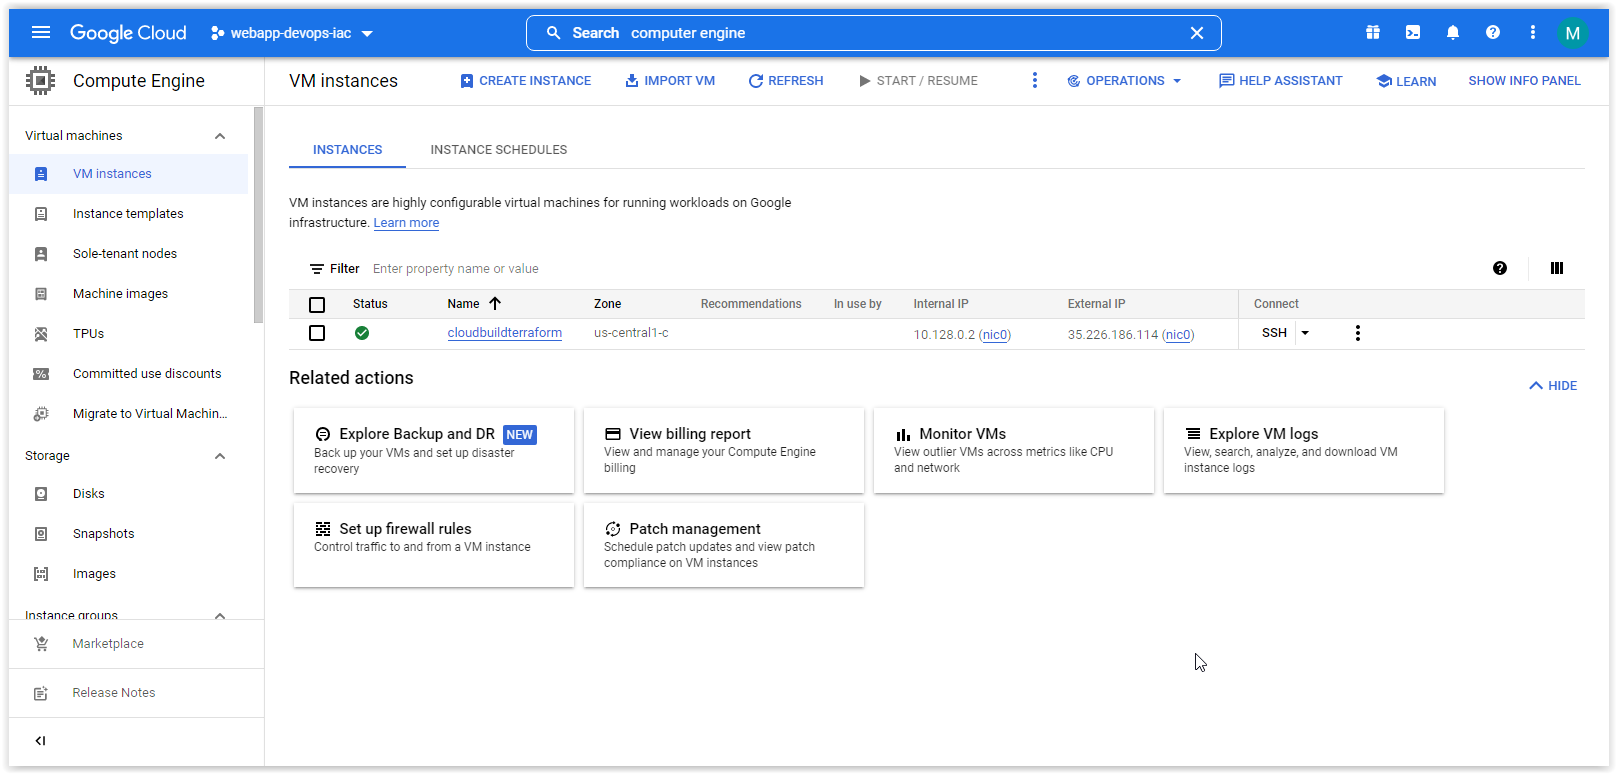 Google Cloud
webapp-devops-iac
Search computer engine
M
Compute Engine
VM instances
CREATE INSTANCE
IMPORT VM
REFRESH
START / RESUME
OPERATIONS
HELP ASSISTANT
LEARN
SHOW INFO PANEL
Virtual machines
VM instances
Instance templates
Sole-tenant nodes
Machine images
TPUs
Committed use discounts
Migrate to Virtual Machin...
Storage
Disks
Snapshots
Images
Instance groups
Marketplace
Release Notes
INSTANCES
INSTANCE SCHEDULES
VM instances are highly configurable virtual machines for running workloads on Google
infrastructure. Learn more
Filter Enter property name or value
Status Name Zone Recommendations In use by Internal IP External IP Connect
cloudbuildterraform us-central1-c 10.128.0.2 (nic0) 35.226.186.114 (nic0) SSH
Related actions
HIDE
Explore Backup and DR NEW
Back up your VMs and set up disaster
recovery
View billing report
View and manage your Compute Engine
billing
Monitor VMs
View outlier VMs across metrics like CPU
and network
Explore VM logs
View, search, analyze, and download VM
instance logs
Set up firewall rules
Control traffic to and from a VM instance
Patch management
Schedule patch updates and view patch
compliance on VM instances